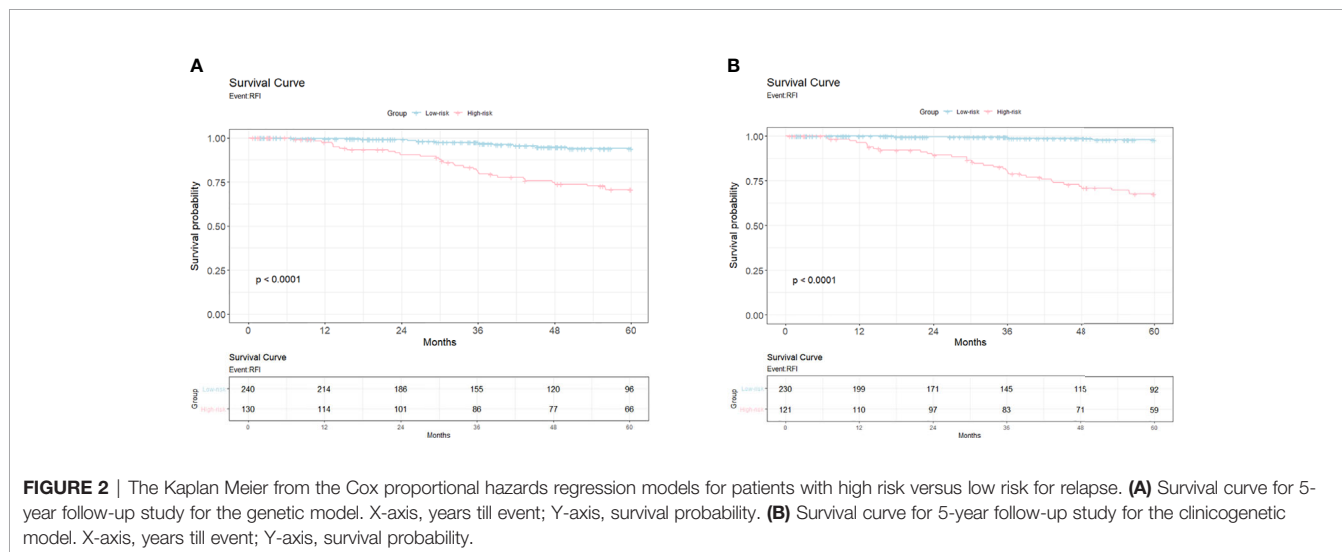 A
Survival Curve
Event:RFI
Group Low-risk High-risk
1.00
0.75
0.50
0.25
0.00
Survival probability
p < 0.0001
0 12 24 36 48 60
Months
Survival Curve
Event:RFI
Group
Low-risk 240 214 186 155 120 96
High-risk 130 114 101 86 77 66
0 12 24 36 48 60
Months
B
Survival Curve
Event:RFI
Group Low-risk High-risk
1.00
0.75
0.50
0.25
0.00
Survival probability
p < 0.0001
0 12 24 36 48 60
Months
Survival Curve
Event:RFI
Group
Low-risk 230 199 171 145 115 92
High-risk 121 110 97 83 71 59
0 12 24 36 48 60
Months
FIGURE 2 | The Kaplan Meier from the Cox proportional hazards regression models for patients with high risk versus low risk for relapse. (A) Survival curve for 5-
year follow-up study for the genetic model. X-axis, years till event; Y-axis, survival probability. (B) Survival curve for 5-year follow-up study for the clinicogenetic
model. X-axis, years till event; Y-axis, survival probability.